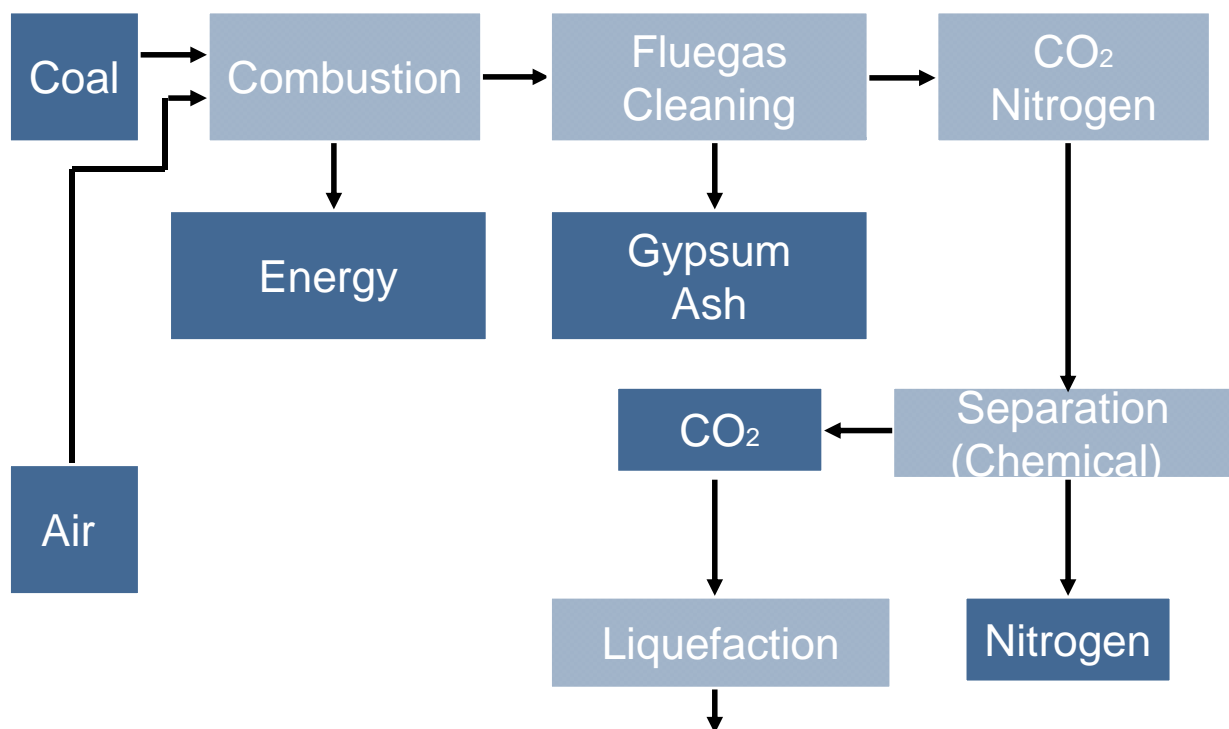 Coal
Combustion
Fluegas
Cleaning
CO₂
Nitrogen
Energy
Gypsum
Ash
CO₂
Separation
(Chemical)
Air
Liquefaction
Nitrogen